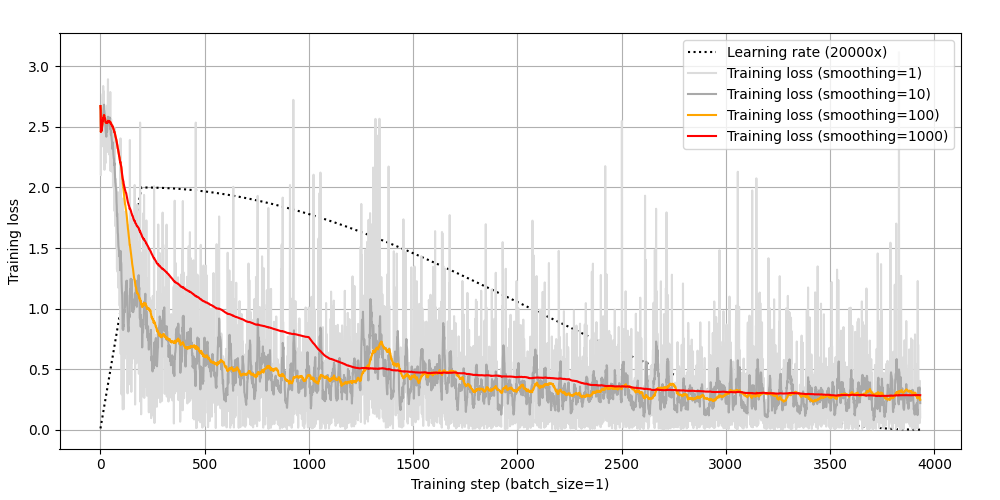 Learning rate (20000x)
Training loss (smoothing=1)
Training loss (smoothing=10)
Training loss (smoothing=100)
Training loss (smoothing=1000)
Training loss
3.0
2.5
2.0
1.5
1.0
0.5
0.0
0 500 1000 1500 2000 2500 3000 3500 4000
Training step (batch_size=1)